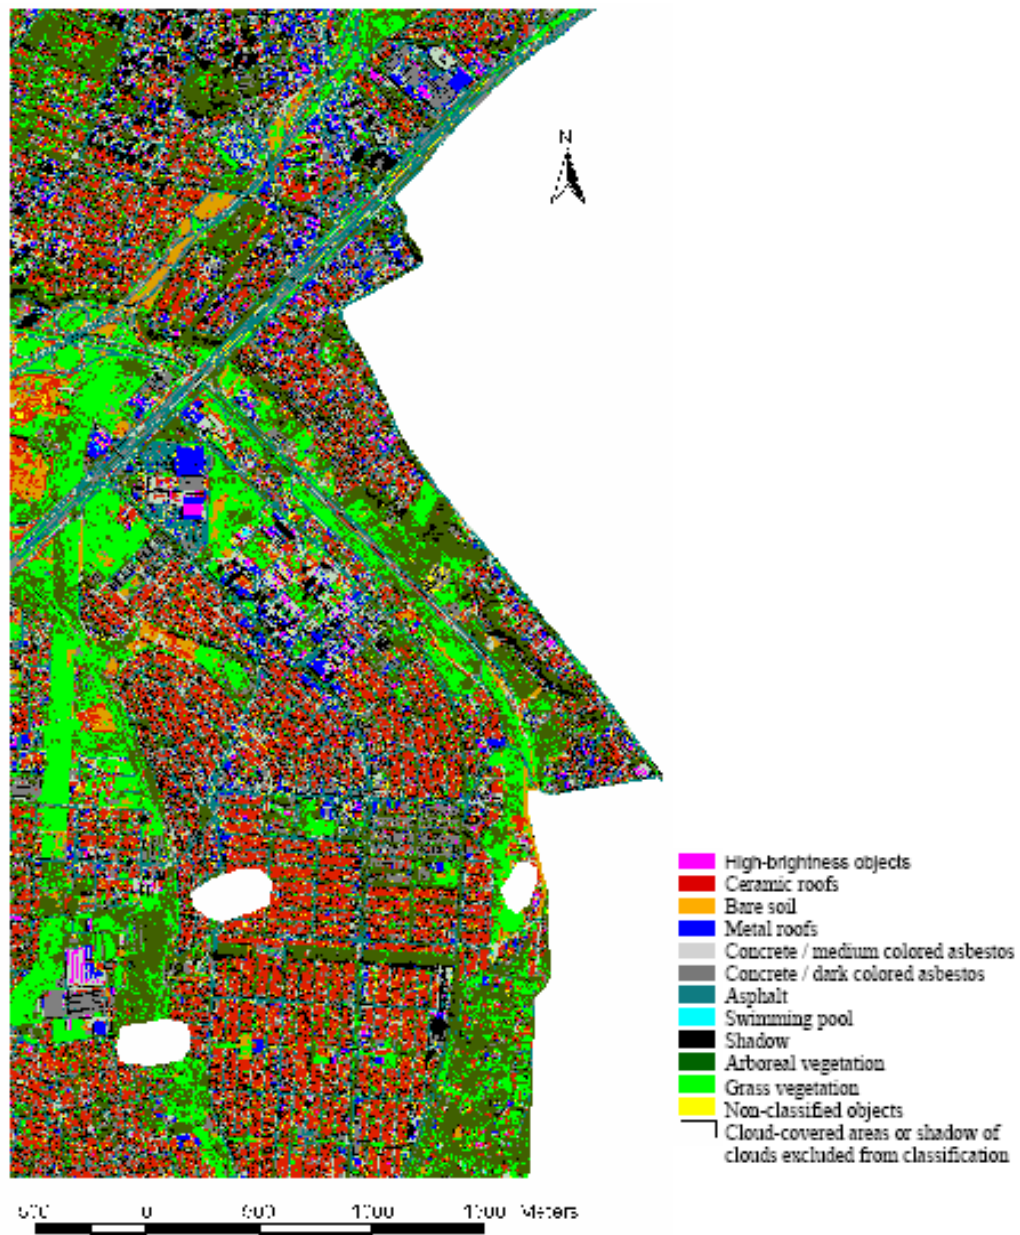 N
High-brightness objects
Ceramic roofs
Bare soil
Metal roofs
Concrete / medium colored asbestos
Concrete / dark colored asbestos
Asphalt
Swimming pool
Shadow
Arboreal vegetation
Grass vegetation
Non-classified objects
Cloud-covered areas or shadow of
clouds excluded from classification
0 Meters